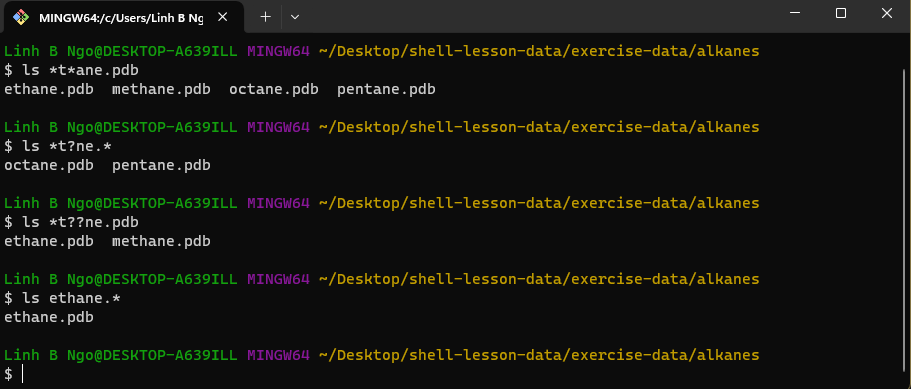 MINGW64:/c/Users/Linh B Ng
Linh B Ngo@DESKTOP-A639ILL MINGW64 ~/Desktop/shell-lesson-data/exercise-data/alkanes
$ ls *t*ane.pdb
ethane.pdb  methane.pdb  octane.pdb  pentane.pdb
Linh B Ngo@DESKTOP-A639ILL MINGW64 ~/Desktop/shell-lesson-data/exercise-data/alkanes
$ ls *t?ne.*
octane.pdb  pentane.pdb
Linh B Ngo@DESKTOP-A639ILL MINGW64 ~/Desktop/shell-lesson-data/exercise-data/alkanes
$ ls *t??ne.pdb
ethane.pdb  methane.pdb
Linh B Ngo@DESKTOP-A639ILL MINGW64 ~/Desktop/shell-lesson-data/exercise-data/alkanes
$ ls ethane.*
ethane.pdb
Linh B Ngo@DESKTOP-A639ILL MINGW64 ~/Desktop/shell-lesson-data/exercise-data/alkanes
$